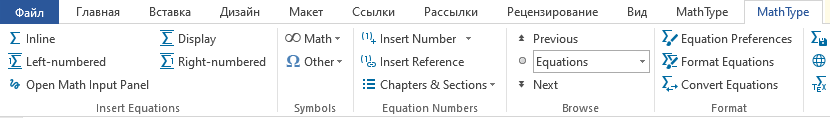 Файл Главная Вставка Дизайн Макет Ссылки Рассылки Рецензирование Вид MathType MathType
Inline Display Math Insert Number Previous Equation Preferences
Left-numbered Right-numbered Other Insert Reference Equations Format Equations
Open Math Input Panel Chapters & Sections Next Convert Equations
Insert Equations Symbols Equation Numbers Browse Format